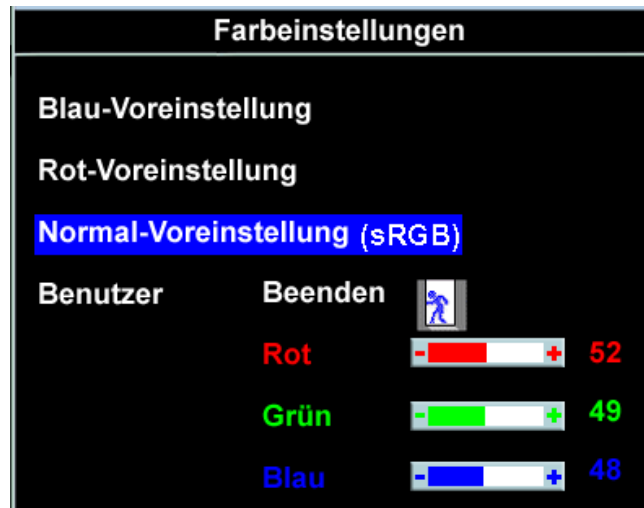 Farbeinstellungen
Blau-Voreinstellung
Rot-Voreinstellung
Normal-Voreinstellung (sRGB)
Benutzer Beenden
Rot - + 52
Grün - + 49
Blau - + 48